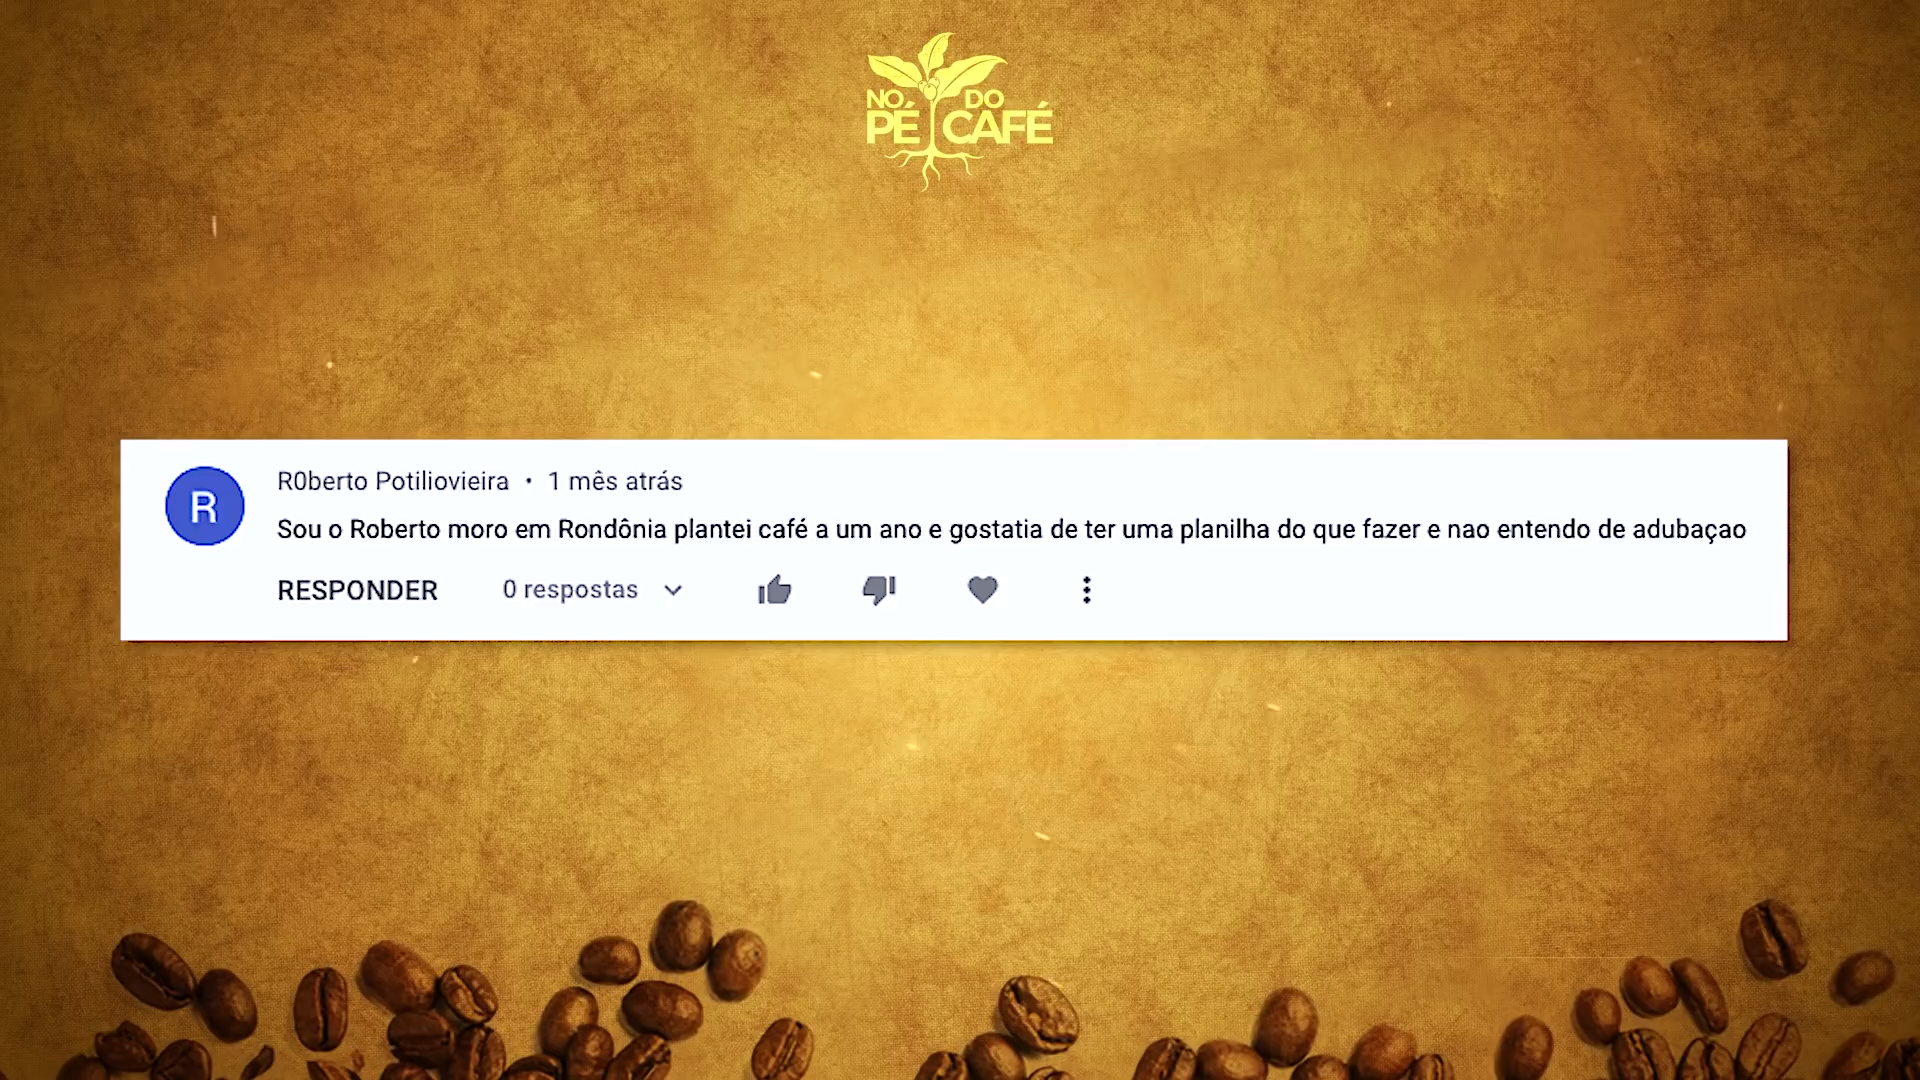 NO DO
PÉ CAFÉ
R
R0berto Potiliovieira • 1 mês atrás
Sou o Roberto moro em Rondônia plantei café a um ano e gostatia de ter uma planilha do que fazer e nao entendo de adubaçao
RESPONDER 0 respostas